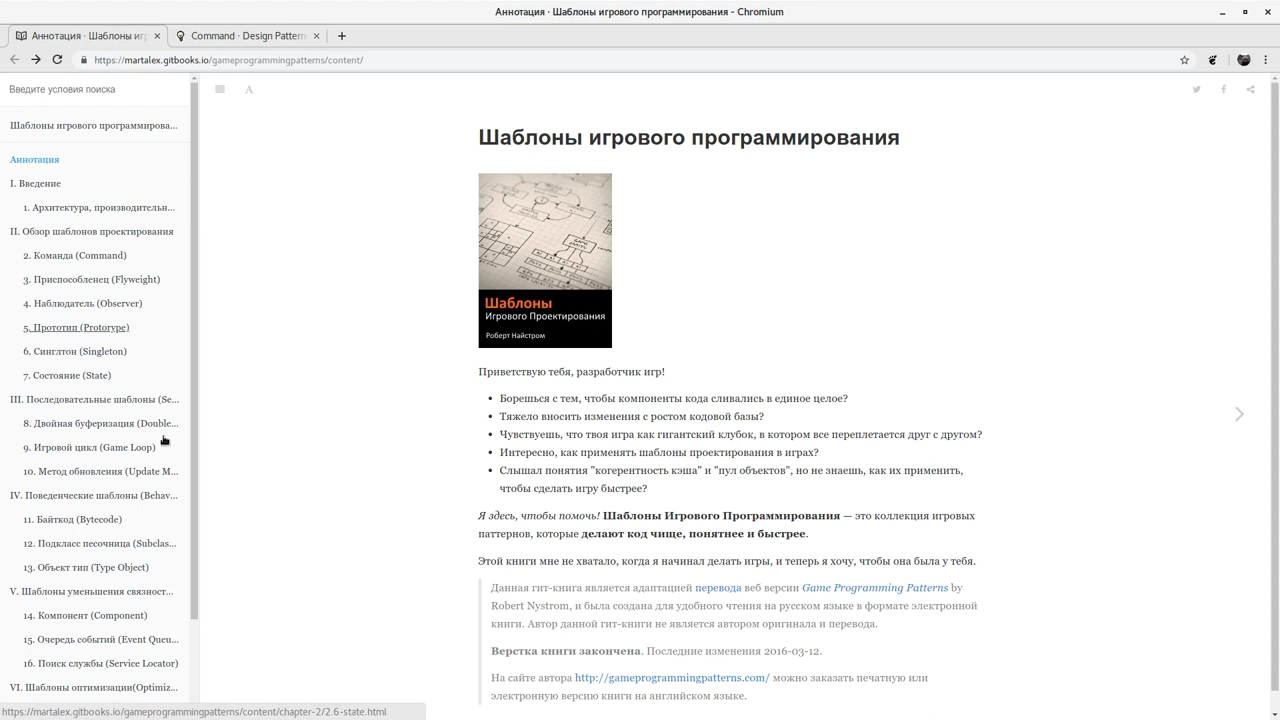 Аннотация · Шаблоны игрового программирования - Chromium
Аннотация · Шаблоны игр
Command · Design Pattern
https://martalex.gitbooks.io/gameprogrammingpatterns/content/
Введите условия поиска
Шаблоны игрового программирова...
Аннотация
I. Введение
1. Архитектура, производительн...
II. Обзор шаблонов проектирования
2. Команда (Command)
3. Приспособленец (Flyweight)
4. Наблюдатель (Observer)
5. Прототип (Protorype)
6. Синглтон (Singleton)
7. Состояние (State)
III. Последовательные шаблоны (Se...
8. Двойная буферизация (Double...
9. Игровой цикл (Game Loop)
10. Метод обновления (Update M...
IV. Поведенческие шаблоны (Behav...
11. Байткод (Bytecode)
12. Подкласс песочница (Subclas...
13. Объект тип (Type Object)
V. Шаблоны уменьшения связност...
14. Компонент (Component)
15. Очередь событий (Event Queu...
16. Поиск службы (Service Locator)
VI. Шаблоны оптимизации(Optimiz...
https://martalex.gitbooks.io/gameprogrammingpatterns/content/chapter-2/2.6-state.html
A
Шаблоны игрового программирования
Шаблоны
Игрового Проектирования
Роберт Найстром
Приветствую тебя, разработчик игр!
• Борешься с тем, чтобы компоненты кода сливались в единое целое?
• Тяжело вносить изменения с ростом кодовой базы?
• Чувствуешь, что твоя игра как гигантский клубок, в котором все переплетается друг с другом?
• Интересно, как применять шаблоны проектирования в играх?
• Слышал понятия "когерентность кэша" и "пул объектов", но не знаешь, как их применить,
чтобы сделать игру быстрее?
Я здесь, чтобы помочь! Шаблоны Игрового Программирования — это коллекция игровых
паттернов, которые делают код чище, понятнее и быстрее.
Этой книги мне не хватало, когда я начинал делать игры, и теперь я хочу, чтобы она была у тебя.
Данная гит-книга является адаптацией перевода веб версии Game Programming Patterns by
Robert Nystrom, и была создана для удобного чтения на русском языке в формате электронной
книги. Автор данной гит-книги не является автором оригинала и перевода.
Верстка книги закончена. Последние изменения 2016-03-12.
На сайте автора http://gameprogrammingpatterns.com/ можно заказать печатную или
электронную версию книги на английском языке.